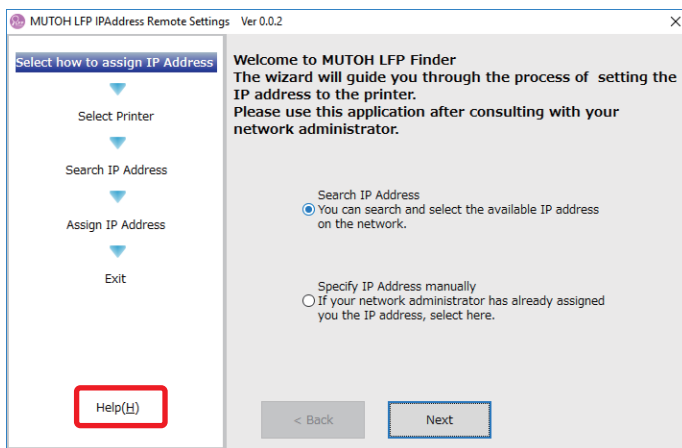 MUTOH LFP IPAddress Remote Settings Ver 0.0.2
Select how to assign IP Address
Select Printer
Search IP Address
Assign IP Address
Exit
Help(H)
Welcome to MUTOH LFP Finder
The wizard will guide you through the process of setting the
IP address to the printer.
Please use this application after consulting with your
network administrator.
Search IP Address
You can search and select the available IP address
on the network.
Specify IP Address manually
If your network administrator has already assigned
you the IP address, select here.
< Back
Next